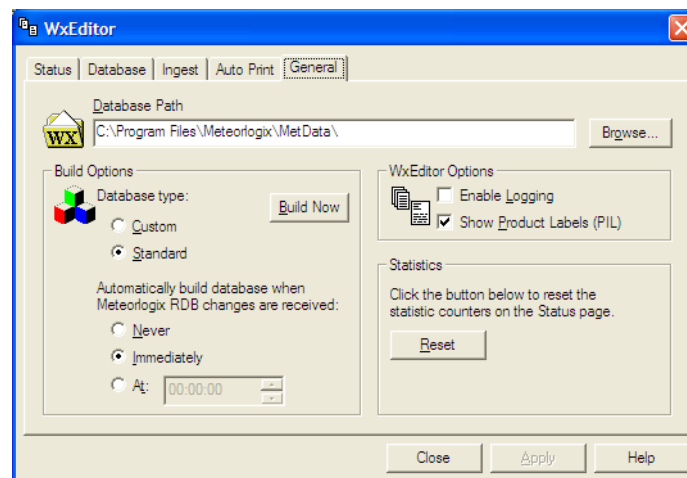 WxEditor
Status Database Ingest Auto Print General
Database Path
WX C:\Program Files\Meteorlogix\MetData\ Browse...
Build Options
Database type:
Build Now
Custom
Standard
Automatically build database when
Meteorlogix RDB changes are received:
Never
Immediately
At: 00:00:00
WxEditor Options
Enable Logging
Show Product Labels (PIL)
Statistics
Click the button below to reset the
statistic counters on the Status page.
Reset
Close Apply Help